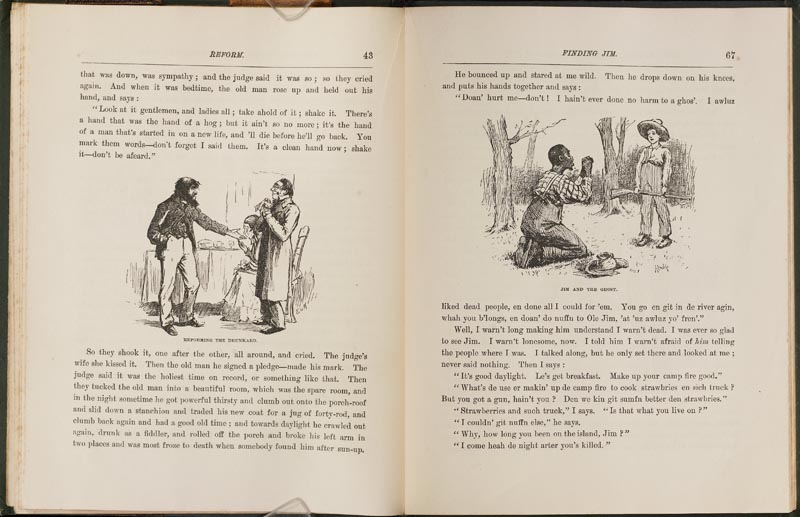 REFORM. 43
that was down, was sympathy ; and the judge said it was so ; so they cried
again. And when it was bedtime, the old man rose up and held out his
hand, and says :
“ Look at it gentlemen, and ladies all ; take ahold of it ; shake it. There’s
a hand that was the hand of a hog ; but it ain’t so no more ; it’s the hand
of a man that’s started in on a new life, and ’ll die before he’ll go back. You
mark them words—don’t forget I said them. It’s a clean hand now ; shake
it—don’t be afeard.”
REFORMING THE DRUNKARD.
So they shook it, one after the other, all around, and cried. The judge’s
wife she kissed it. Then the old man he signed a pledge—made his mark. The
judge said it was the holiest time on record, or something like that. Then
they tucked the old man into a beautiful room, which was the spare room, and
in the night sometime he got powerful thirsty and clumb out onto the porch-roof
and slid down a stanchion and traded his new coat for a jug of forty-rod, and
clumb back again and had a good old time ; and towards daylight he crawled out
again, drunk as a fiddler, and rolled off the porch and broke his left arm in
two places and was most froze to death when somebody found him after sun-up.
FINDING JIM. 67
He bounced up and stared at me wild. Then he drops down on his knees,
and puts his hands together and says :
“ Doan’ hurt me—don’t ! I hain’t ever done no harm to a ghos’. I awluz
JIM AND THE GHOST.
liked dead people, en done all I could for ’em. You go en git in de river agin,
whah you b’longs, en doan’ do nuffn to Ole Jim, ’at ’uz awluz yo’ fren’.”
Well, I warn’t long making him understand I warn’t dead. I was ever so glad
to see Jim. I warn’t lonesome, now. I told him I warn’t afraid of him telling
the people where I was. I talked along, but he only set there and looked at me ;
never said nothing. Then I says :
“ It’s good daylight. Le’s get breakfast. Make up your camp fire good.”
“ What’s de use er makin’ up de camp fire to cook strawbries en sich truck ?
But you got a gun, hain’t you ? Den we kin git sumfn better den strawbries.”
“ Strawberries and such truck,” I says. “ Is that what you live on ?”
“ I couldn’ git nuffn else,” he says.
“ Why, how long you been on the island, Jim ?”
“ I come heah de night arter you’s killed. ”